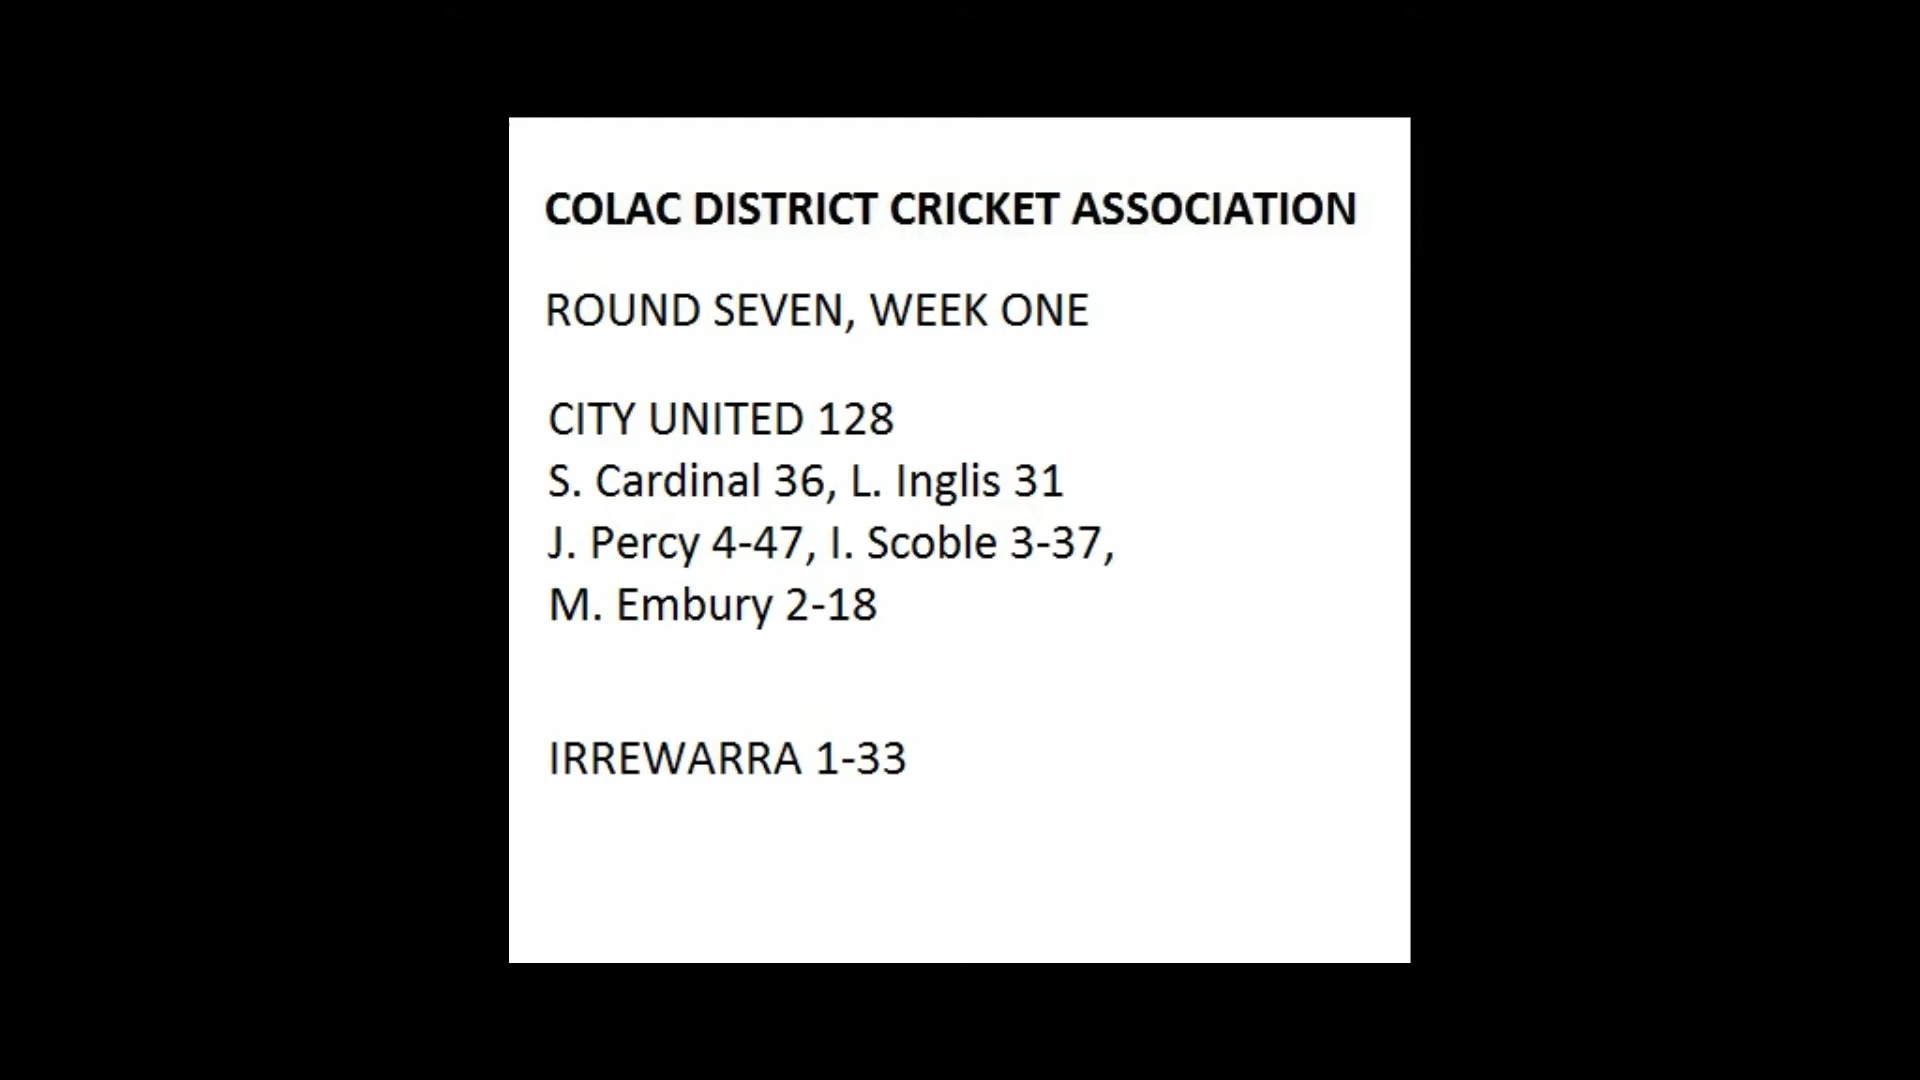 COLAC DISTRICT CRICKET ASSOCIATION
ROUND SEVEN, WEEK ONE
CITY UNITED 128
S. Cardinal 36, L. Inglis 31
J. Percy 4-47, I. Scoble 3-37,
M. Embury 2-18
IRREWARRA 1-33